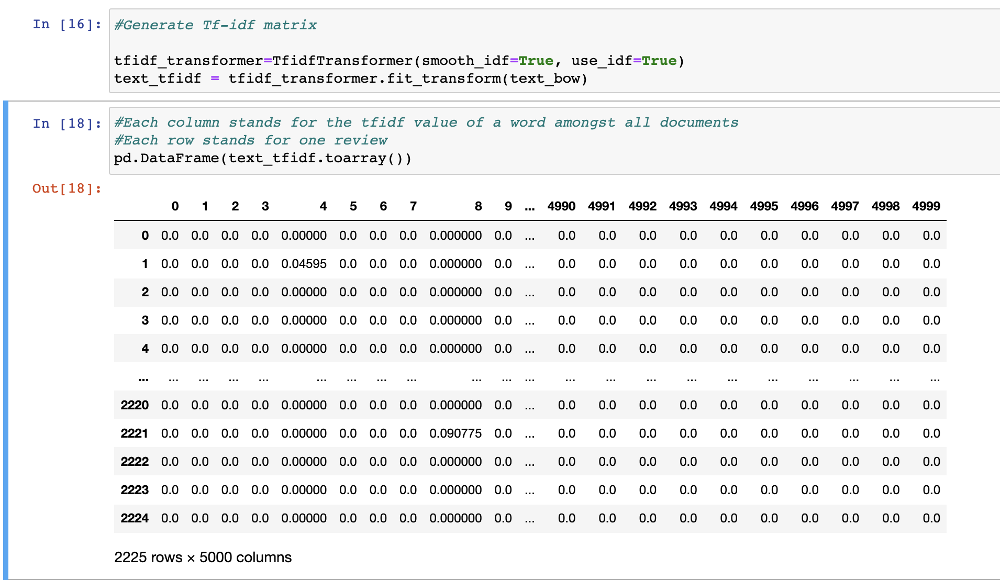 In [16]: #Generate Tf-idf matrix
tfidf_transformer=TfidfTransformer(smooth_idf=True, use_idf=True)
text_tfidf = tfidf_transformer.fit_transform(text_bow)
In [18]: #Each column stands for the tfidf value of a word amongst all documents
#Each row stands for one review
pd.DataFrame(text_tfidf.toarray())
Out[18]:
0 1 2 3 4 5 6 7 8 9 ... 4990 4991 4992 4993 4994 4995 4996 4997 4998 4999
0 0.0 0.0 0.0 0.0 0.00000 0.0 0.0 0.0 0.000000 0.0 ... 0.0 0.0 0.0 0.0 0.0 0.0 0.0 0.0 0.0 0.0
1 0.0 0.0 0.0 0.0 0.04595 0.0 0.0 0.0 0.000000 0.0 ... 0.0 0.0 0.0 0.0 0.0 0.0 0.0 0.0 0.0 0.0
2 0.0 0.0 0.0 0.0 0.00000 0.0 0.0 0.0 0.000000 0.0 ... 0.0 0.0 0.0 0.0 0.0 0.0 0.0 0.0 0.0 0.0
3 0.0 0.0 0.0 0.0 0.00000 0.0 0.0 0.0 0.000000 0.0 ... 0.0 0.0 0.0 0.0 0.0 0.0 0.0 0.0 0.0 0.0
4 0.0 0.0 0.0 0.0 0.00000 0.0 0.0 0.0 0.000000 0.0 ... 0.0 0.0 0.0 0.0 0.0 0.0 0.0 0.0 0.0 0.0
... ... ... ... ... ... ... ... ... ... ... ... ... ... ... ... ... ... ... ... ... ...
2220 0.0 0.0 0.0 0.0 0.00000 0.0 0.0 0.0 0.000000 0.0 ... 0.0 0.0 0.0 0.0 0.0 0.0 0.0 0.0 0.0 0.0
2221 0.0 0.0 0.0 0.0 0.00000 0.0 0.0 0.0 0.090775 0.0 ... 0.0 0.0 0.0 0.0 0.0 0.0 0.0 0.0 0.0 0.0
2222 0.0 0.0 0.0 0.0 0.00000 0.0 0.0 0.0 0.000000 0.0 ... 0.0 0.0 0.0 0.0 0.0 0.0 0.0 0.0 0.0 0.0
2223 0.0 0.0 0.0 0.0 0.00000 0.0 0.0 0.0 0.000000 0.0 ... 0.0 0.0 0.0 0.0 0.0 0.0 0.0 0.0 0.0 0.0
2224 0.0 0.0 0.0 0.0 0.00000 0.0 0.0 0.0 0.000000 0.0 ... 0.0 0.0 0.0 0.0 0.0 0.0 0.0 0.0 0.0 0.0
2225 rows × 5000 columns